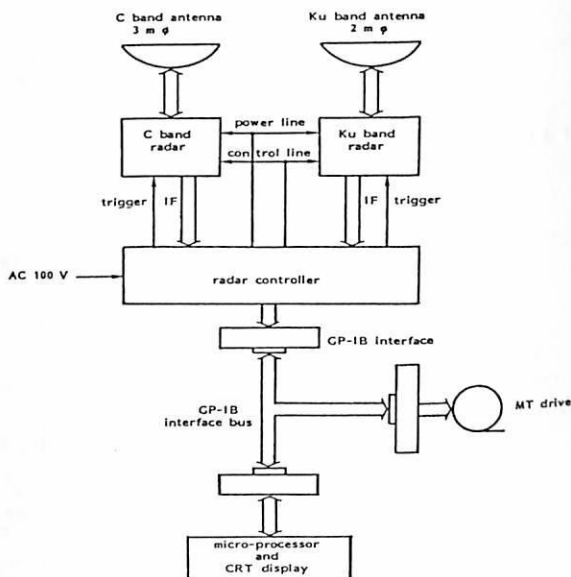 C band antenna
3 m φ
Ku band antenna
2 m φ
power line
C band
radar
Ku band
radar
control line
trigger
IF
IF
trigger
AC 100 V
radar controller
GP-IB interface
GP-IB
interface bus
MT drive
micro-processor
and
CRT display